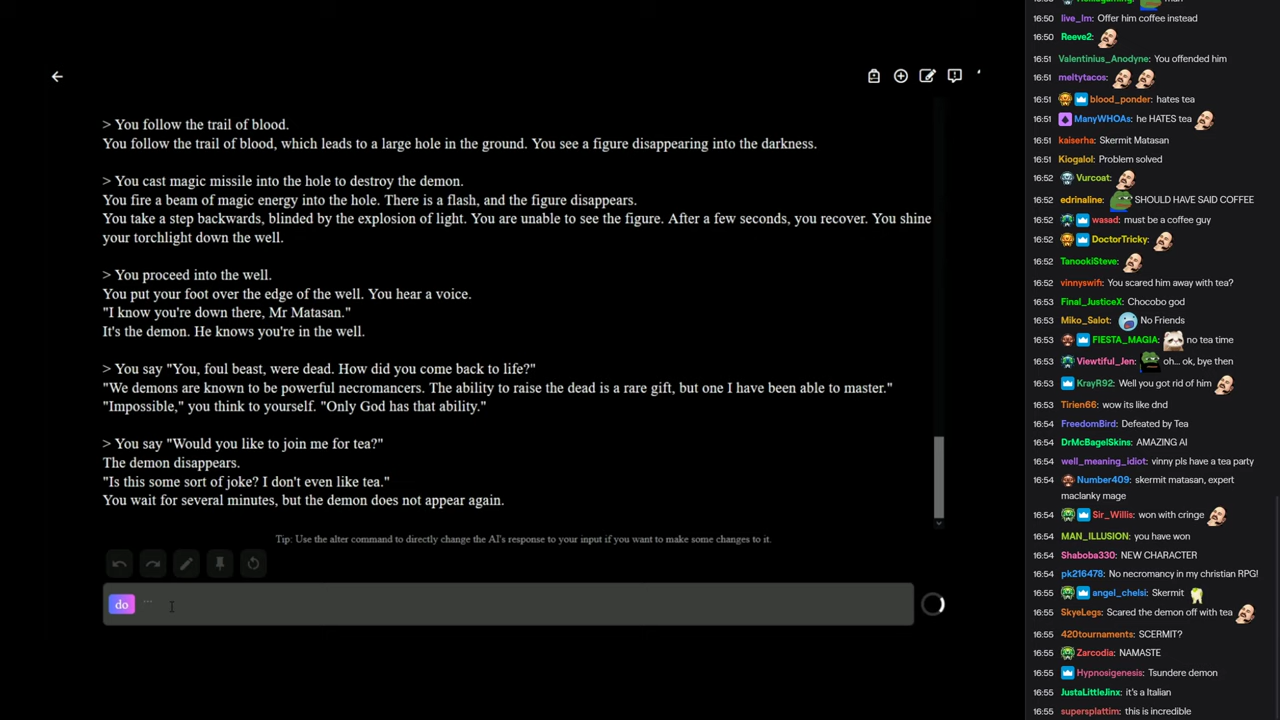 > You follow the trail of blood.
You follow the trail of blood, which leads to a large hole in the ground. You see a figure disappearing into the darkness.
> You cast magic missile into the hole to destroy the demon.
You fire a beam of magic energy into the hole. There is a flash, and the figure disappears.
You take a step backwards, blinded by the explosion of light. You are unable to see the figure. After a few seconds, you recover. You shine
your torchlight down the well.
> You proceed into the well.
You put your foot over the edge of the well. You hear a voice.
"I know you're down there, Mr Matasan."
It's the demon. He knows you're in the well.
> You say "You, foul beast, were dead. How did you come back to life?"
"We demons are known to be powerful necromancers. The ability to raise the dead is a rare gift, but one I have been able to master."
"Impossible," you think to yourself. "Only God has that ability."
> You say "Would you like to join me for tea?"
The demon disappears.
"Is this some sort of joke? I don't even like tea."
You wait for several minutes, but the demon does not appear again.
Tip: Use the alter command to directly change the AI's response to your input if you want to make some changes to it.
do ...
16:50 live_lm: Offer him coffee instead
16:50 Reeve2:
16:51 Valentinius_Anodyne: You offended him
16:51 meltytacos:
16:51 blood_ponder: hates tea
16:51 ManyWHOAs: he HATES tea
16:51 kaiserha: Skermit Matasan
16:51 Kiogalol: Problem solved
16:52 Vurcoat:
16:52 edrinaline: SHOULD HAVE SAID COFFEE
16:52 wasad: must be a coffee guy
16:52 DoctorTricky:
16:52 TanookiSteve:
16:52 vinnyswift: You scared him away with tea?
16:53 Final_JusticeX: Chocobo god
16:53 Miko_Salot: No Friends
16:53 FIESTA_MAGIA: no tea time
16:53 Viewtiful_Jen: oh... ok, bye then
16:53 KrayR92: Well you got rid of him
16:53 Tirien66: wow its like dnd
16:54 FreedomBird: Defeated by Tea
16:54 DrMcBagelSkins: AMAZING AI
16:54 well_meaning_idiot: vinny pls have a tea party
16:54 Number409: skermit matasan, expert
maclanky mage
16:54 Sir_Willis: won with cringe
16:54 MAN_ILLUSION: you have won
16:54 Shaboba330: NEW CHARACTER
16:54 pk216478: No necromancy in my christian RPG!
16:55 angel_chelsi: Skermit
16:55 SkyeLegs: Scared the demon off with tea
16:55 420tournaments: SCERMIT?
16:55 Zarcodia: NAMASTE
16:55 Hypnosigenesis: Tsundere demon
16:55 JustaLittleJinx: it's a Italian
16:55 supersplattim: this is incredible